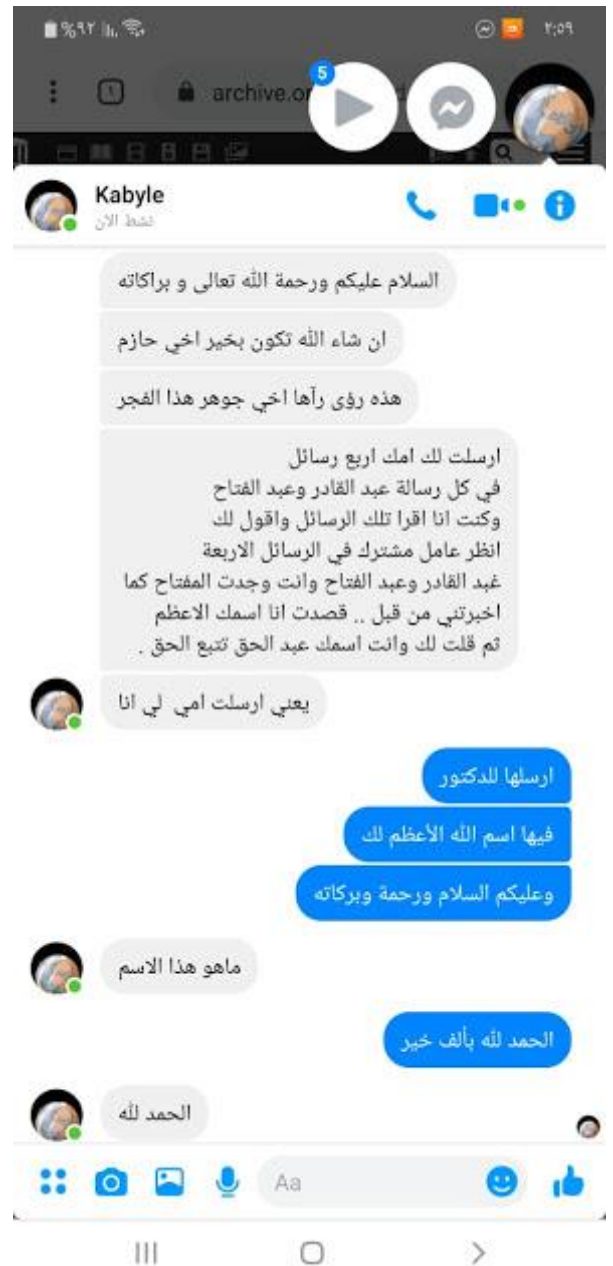 %٩٢
٢:٥٩
١
archive.or
5
Kabyle
نشط الآن
السلام عليكم ورحمة الله تعالى و براكاته
ان شاء الله تكون بخير اخي حازم
هذه رؤى رآها اخي جوهر هذا الفجر
ارسلت لك امك اربع رسائل
في كل رسالة عبد القادر وعبد الفتاح
وكنت انا اقرا تلك الرسائل واقول لك
انظر عامل مشترك في الرسائل الاربعة
غبد القادر وعبد الفتاح وانت وجدت المفتاح كما
اخبرتني من قبل .. قصدت انا اسمك الاعظم
ثم قلت لك وانت اسمك عبد الحق تتبع الحق .
يعني ارسلت امي لي انا
ارسلها للدكتور
فيها اسم الله الأعظم لك
وعليكم السلام ورحمة وبركاته
ماهو هذا الاسم
الحمد لله بألف خير
الحمد لله
Aa